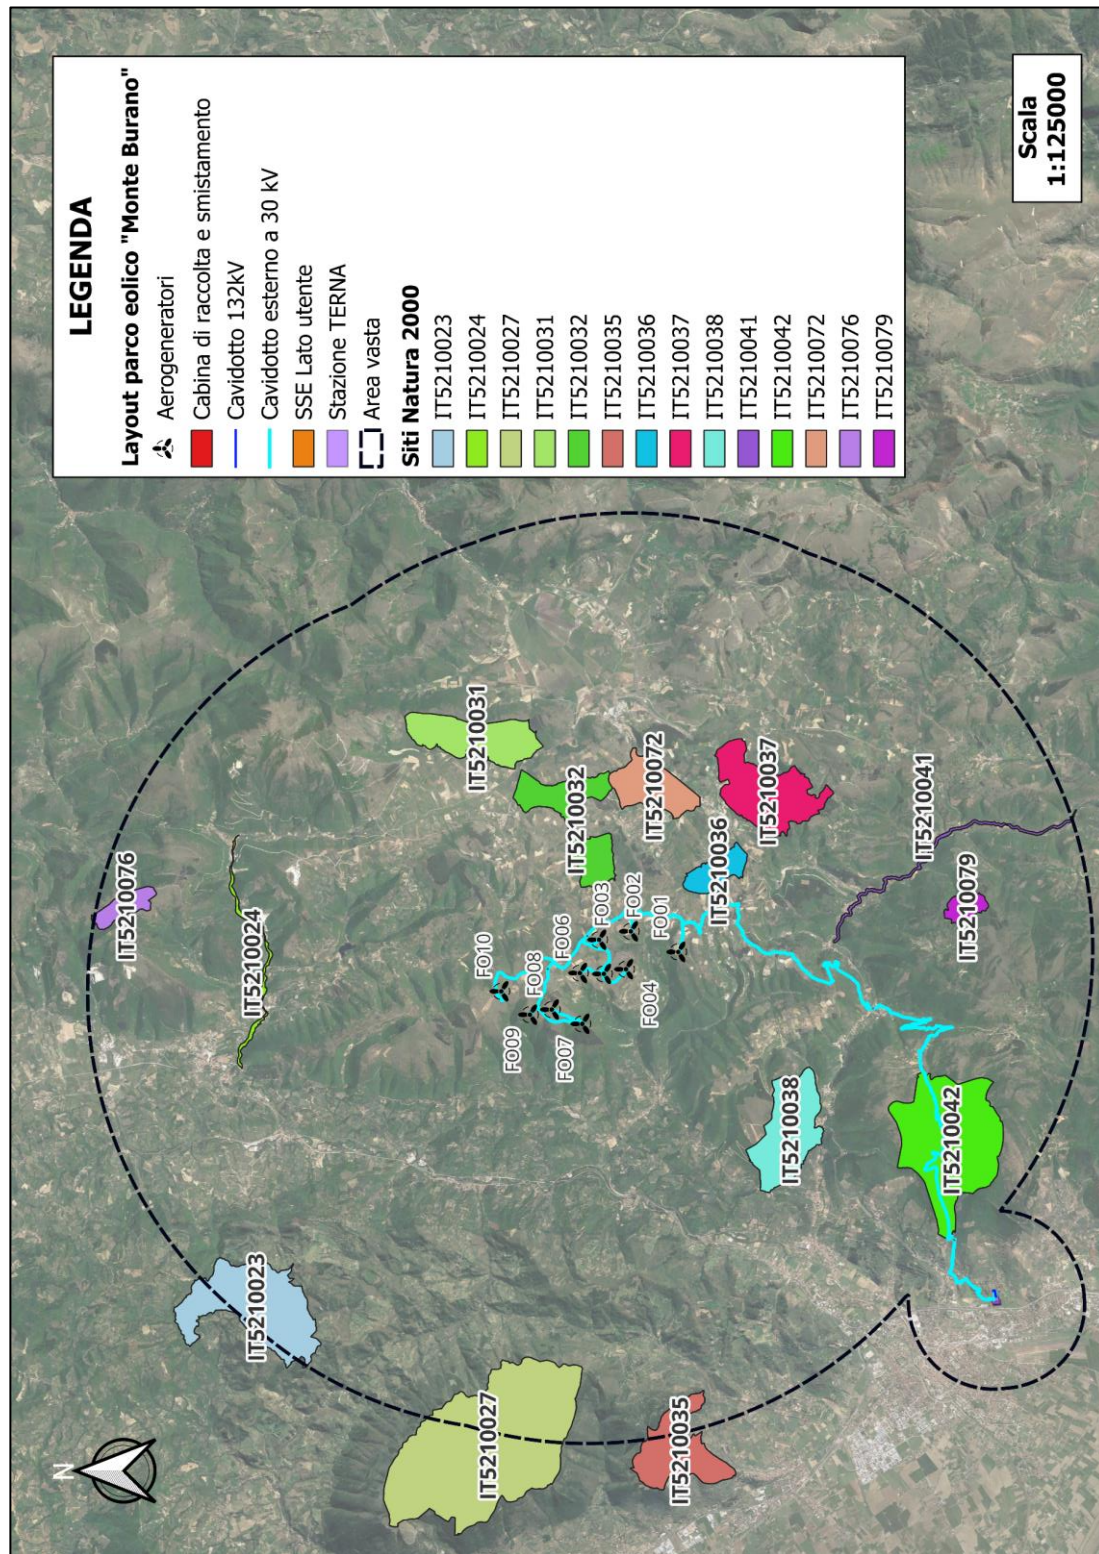 LEGENDA
Layout parco eolico "Monte Burano"
Aerogeneratori
Cabina di raccolta e smistamento
Cavidotto 132kV
Cavidotto esterno a 30 kV
SSE Lato utente
Stazione TERNA
Area vasta
Siti Natura 2000
IT5210023
IT5210024
IT5210027
IT5210031
IT5210032
IT5210035
IT5210036
IT5210037
IT5210038
IT5210041
IT5210042
IT5210072
IT5210076
IT5210079
Scala
1:125000
N
IT5210076
IT5210024
IT5210023
IT5210031
IT5210027
IT5210032
IT5210072
IT5210035
IT5210036
IT5210037
IT5210038
IT5210041
IT5210042
IT5210079
FO10
FO09
FO08
FO07
FO06
FO03
FO02
FO04
FO01